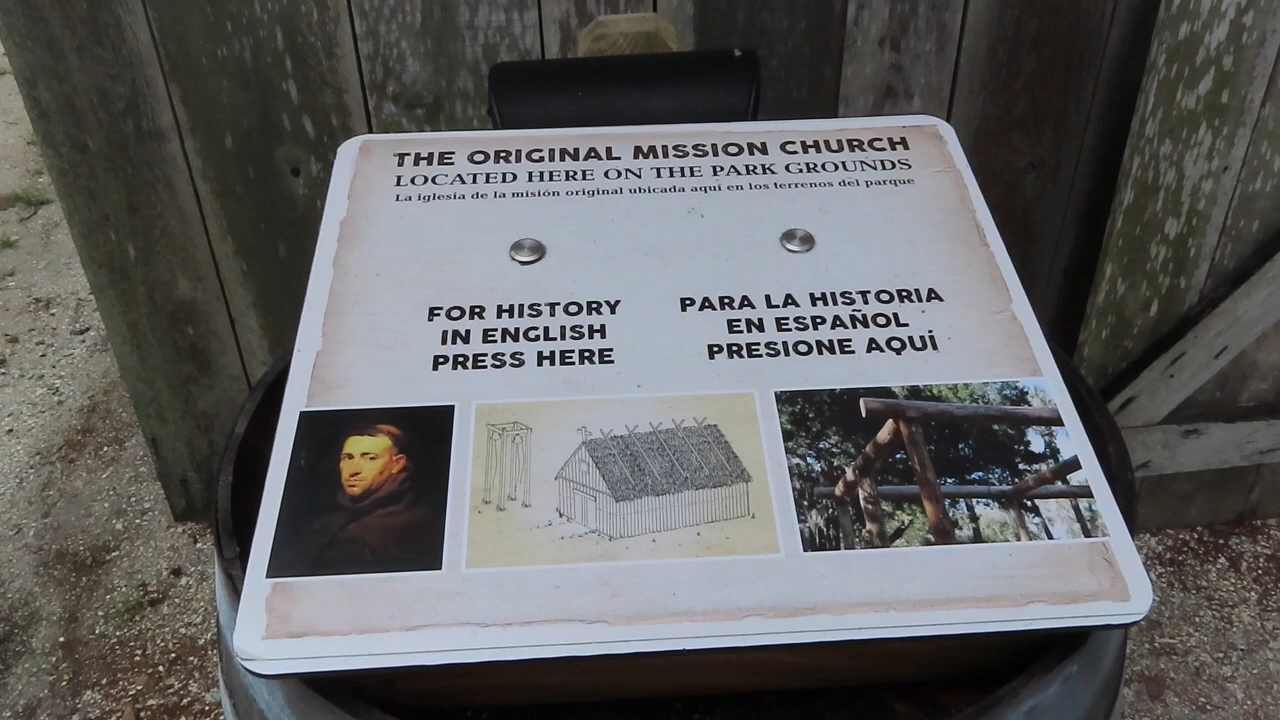 THE ORIGINAL MISSION CHURCH
LOCATED HERE ON THE PARK GROUNDS
La iglesia de la misión original ubicada aquí en los terrenos del parque
FOR HISTORY
IN ENGLISH
PRESS HERE
PARA LA HISTORIA
EN ESPAÑOL
PRESIONE AQUÍ